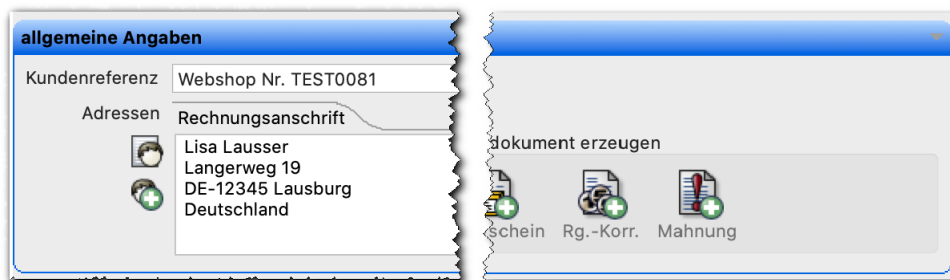 allgemeine Angaben
Kundenreferenz Webshop Nr. TEST0081
Adressen Rechnungsanschrift
Lisa Lausser
Langerweg 19
DE-12345 Lausburg
Deutschland
dokument erzeugen
schein Rg.-Korr. Mahnung